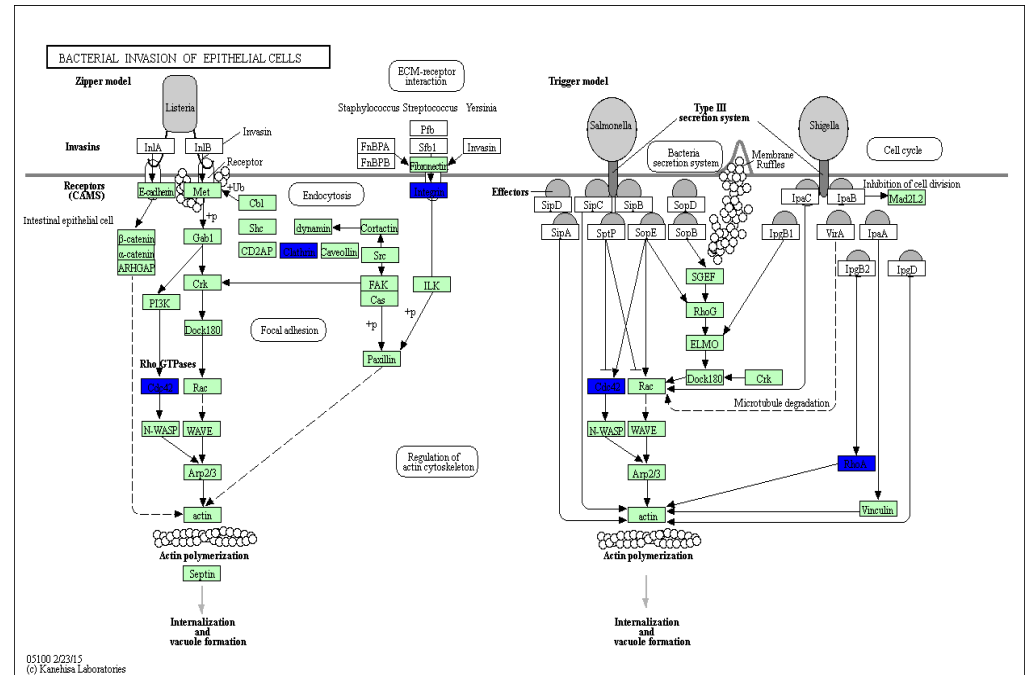 BACTERIAL INVASION OF EPITHELIAL CELLS
Zipper model
Listeria
Invasin
Invasins
InlA
InlB
Receptor
Receptors
(CAMS)
E-cadherin
Met
+Ub
Cbl
Intestinal epithelial cell
β-catenin
α-catenin
ARHGAP
+p
Gab1
Shc
CD2AP
Clathrin
Caveollin
dynamin
Cortactin
Endocytosis
Src
FAK
Cas
ILK
Crk
PI3K
Dock180
Focal adhesion
+p
+p
Paxillin
Rho GTPases
Cdc42
Rac
N-WASP
WAVE
Arp2/3
Regulation of
actin cytoskeleton
actin
Actin polymerization
Septin
Internalization
and
vacuole formation
ECM-receptor
interaction
Staphylococcus
Streptococcus
Yersinia
Pfb
Sfb1
FnBPA
FnBPB
Fibronectin
Invasin
Integrin
Trigger model
Salmonella
Type III
secretion system
Shigella
Bacteria
secretion system
Membrane
Ruffles
Cell cycle
Effectors
SipD
SipC
SipB
SopD
IpaC
IpaB
Inhibition of cell division
Mad2L2
SipA
SptP
SopE
SopB
IpgB1
VirA
IpaA
IpgB2
IpgD
SGEF
RhoG
ELMO
Dock180
Crk
Cdc42
Rac
Microtubule degradation
N-WASP
WAVE
Arp2/3
RhoA
Vinculin
actin
Actin polymerization
Internalization
and
vacuole formation
05100 2/23/15
(c) Kanehisa Laboratories